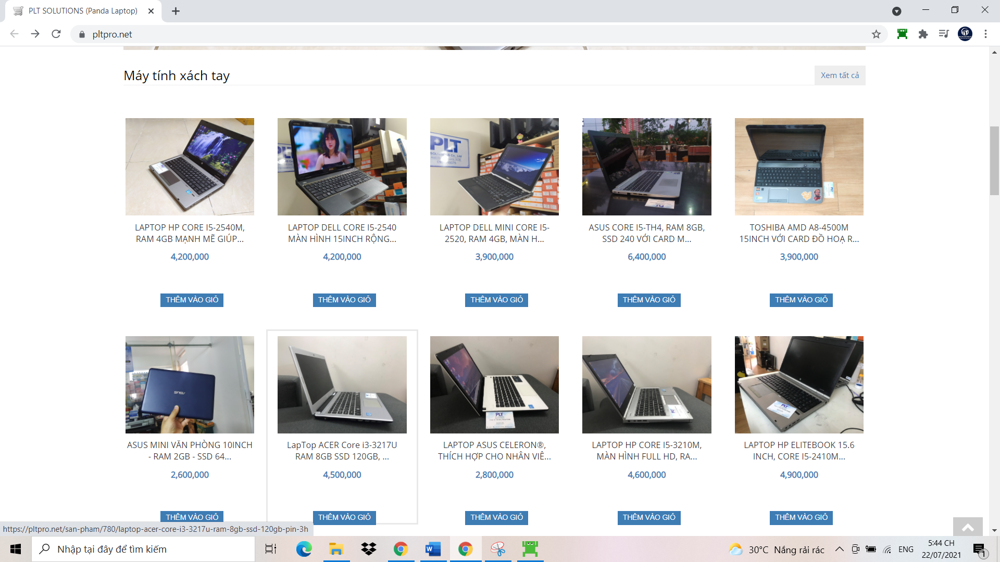 PLT SOLUTIONS (Panda Laptop)
pltpro.net
Máy tính xách tay
Xem tất cả
PLT
LAPTOP HP CORE I5-2540M,
RAM 4GB MẠNH MẼ GIÚP...
4,200,000
THÊM VÀO GIỎ
LAPTOP DELL CORE I5-2540
MÀN HÌNH 15INCH RỘNG...
4,200,000
THÊM VÀO GIỎ
LAPTOP DELL MINI CORE I5-
2520, RAM 4GB, MÀN H...
3,900,000
THÊM VÀO GIỎ
ASUS CORE I5-TH4, RAM 8GB,
SSD 240 VỚI CARD M...
6,400,000
THÊM VÀO GIỎ
TOSHIBA AMD A8-4500M
15INCH VỚI CARD ĐỒ HOẠ R...
3,900,000
THÊM VÀO GIỎ
ASUS
PLT
ASUS MINI VĂN PHÒNG 10INCH
- RAM 2GB - SSD 64...
2,600,000
THÊM VÀO GIỎ
LapTop ACER Core i3-3217U
RAM 8GB SSD 120GB, ...
4,500,000
THÊM VÀO GIỎ
LAPTOP ASUS CELERON®,
THÍCH HỢP CHO NHÂN VIÊ...
2,800,000
THÊM VÀO GIỎ
LAPTOP HP CORE I5-3210M,
MÀN HÌNH FULL HD, RA...
4,600,000
THÊM VÀO GIỎ
LAPTOP HP ELITEBOOK 15.6
INCH, CORE I5-2410M...
4,900,000
THÊM VÀO GIỎ
https://pltpro.net/san-pham/780/laptop-acer-core-i3-3217u-ram-8gb-ssd-120gb-pin-3h
Nhập tại đây để tìm kiếm
30°C Nắng rải rác
ENG
5:44 CH
22/07/2021
1